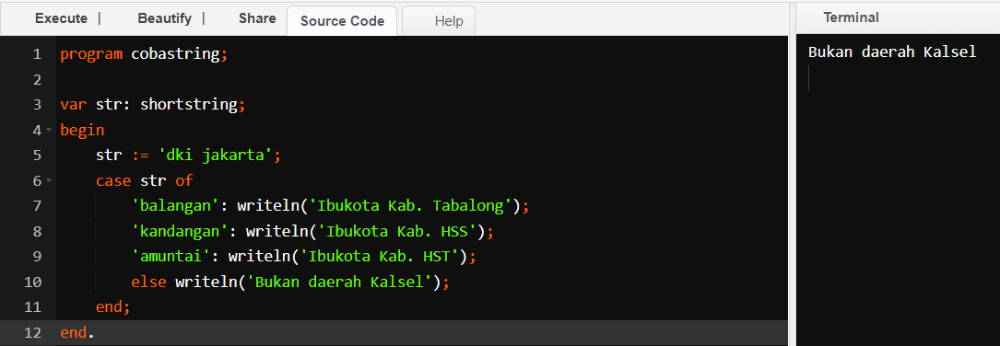 Execute | Beautify | Share Source Code Help
1 program cobastring;
2
3 var str: shortstring;
4 begin
5     str := 'dki jakarta';
6     case str of
7         'balangan': writeln('Ibukota Kab. Tabalong');
8         'kandangan': writeln('Ibukota Kab. HSS');
9         'amuntai': writeln('Ibukota Kab. HST');
10         else writeln('Bukan daerah Kalsel');
11     end;
12 end.
Terminal
Bukan daerah Kalsel